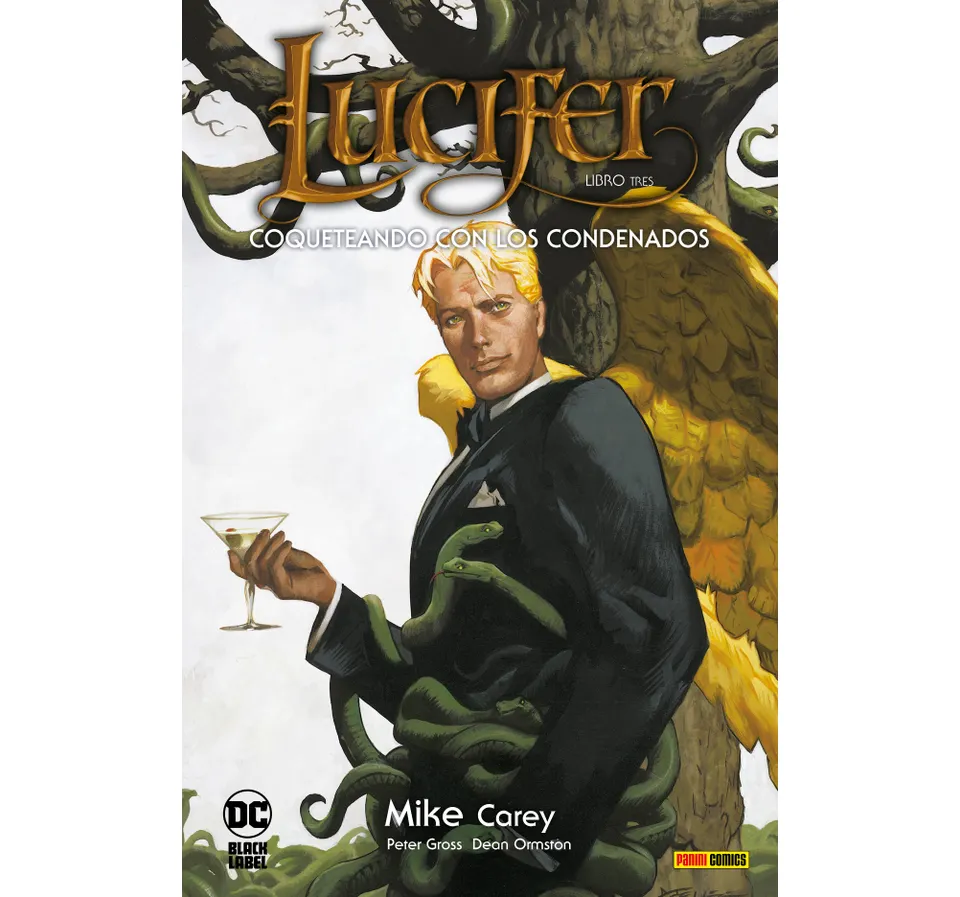 LUCIFER
LIBRO TRES
COQUETEANDO CON LOS CONDENADOS
DC
BLACK
LABEL
Mike Carey
Peter Gross Dean Ormston
PANINI COMICS